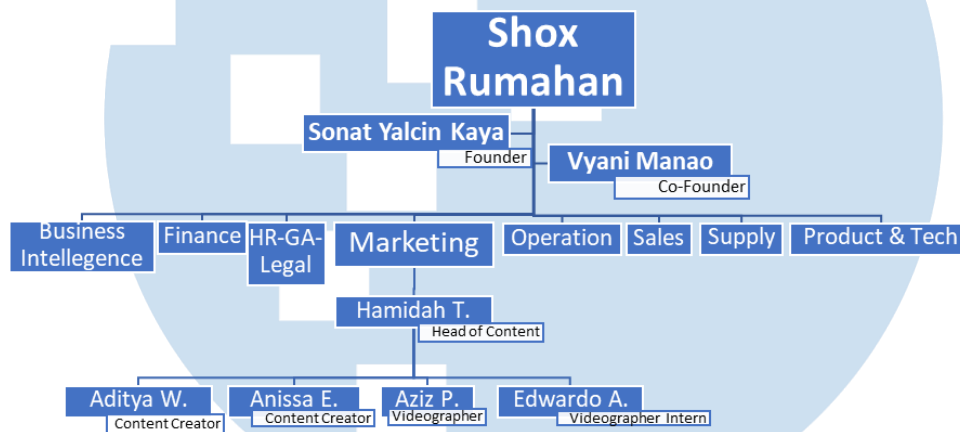 Shox
Rumahan
Sonat Yalcin Kaya
Founder
Vyani Manao
Co-Founder
Business
Intellegence
Finance
HR-GA-
Legal
Marketing
Operation
Sales
Supply
Product & Tech
Hamidah T.
Head of Content
Aditya W.
Content Creator
Anissa E.
Content Creator
Aziz P.
Videographer
Edwardo A.
Videographer Intern